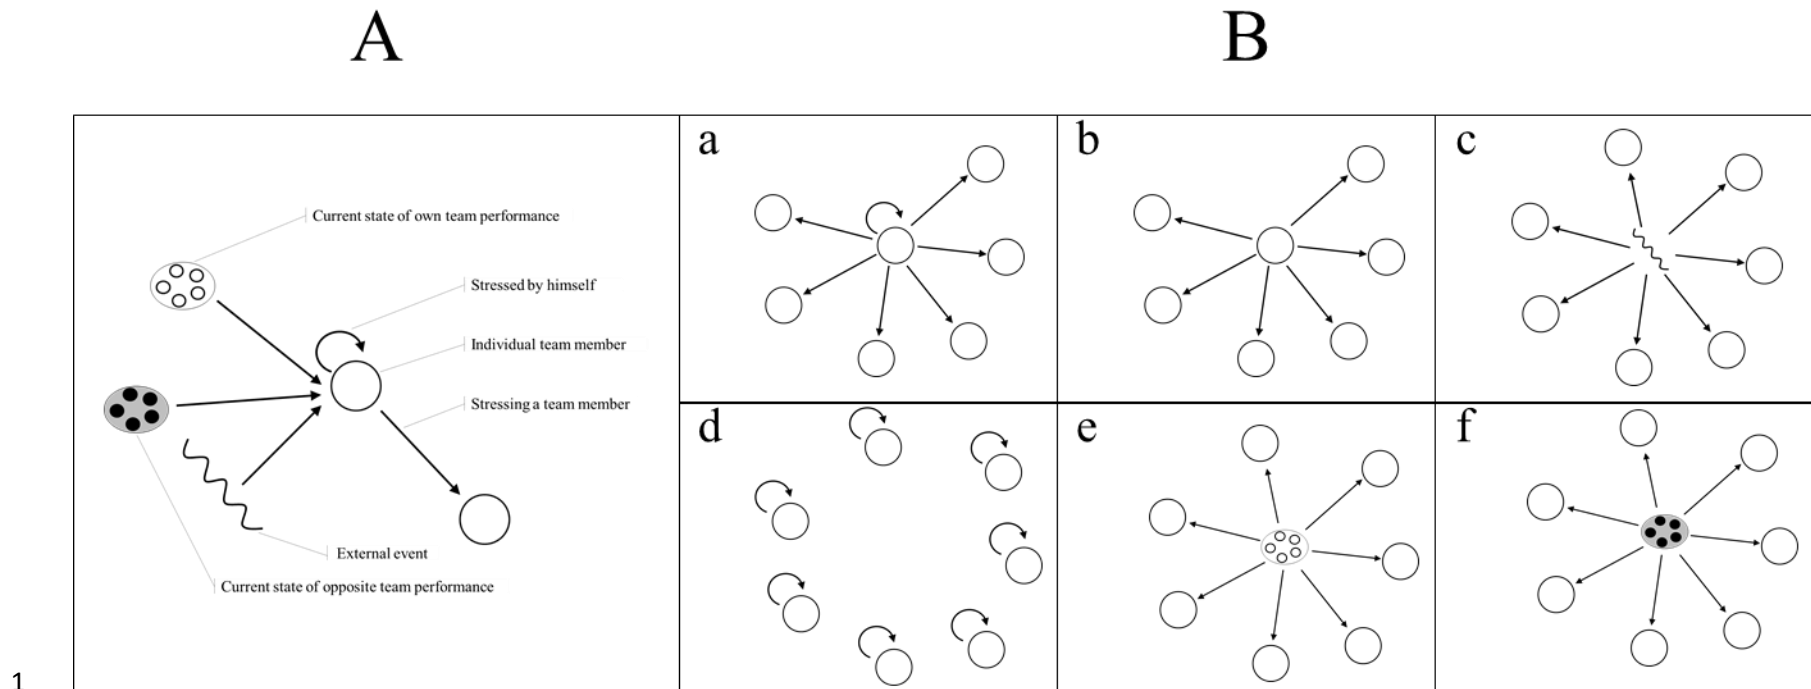 A
B
Current state of own team performance
Stressed by himself
Individual team member
Stressing a team member
External event
Current state of opposite team performance
a
b
c
d
e
f
1